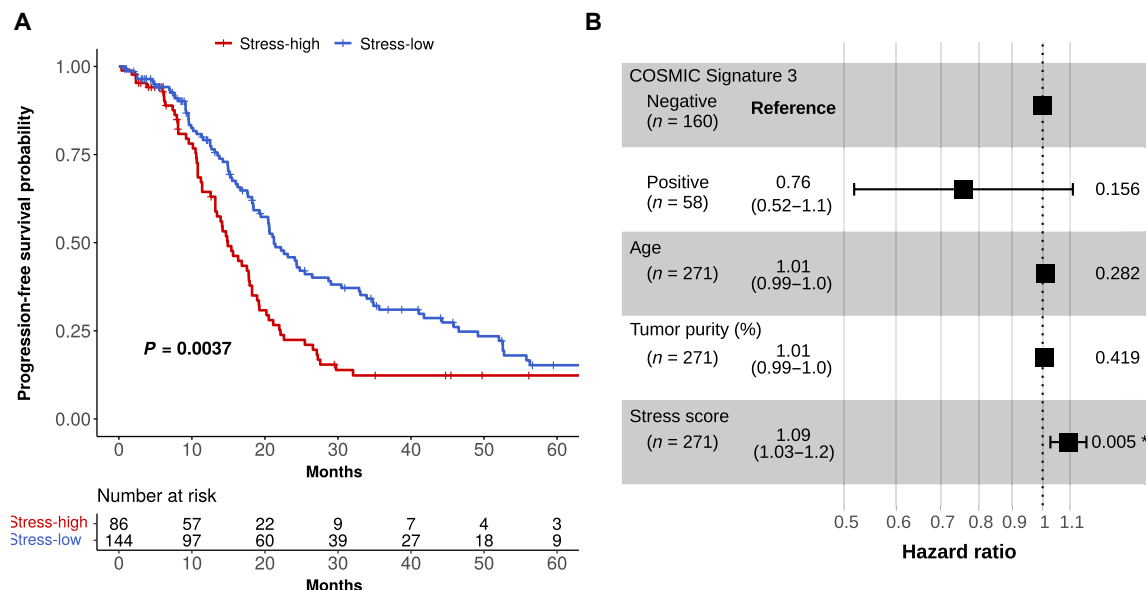 A
Stress-high Stress-low
Progression-free survival probability
1.00
0.75
0.50
0.25
0.00
P = 0.0037
0 10 20 30 40 50 60
Months
Number at risk
Stress-high 86 57 22 9 7 4 3
Stress-low 144 97 60 39 27 18 9
0 10 20 30 40 50 60
Months
B
COSMIC Signature 3
Negative
(n = 160)
Reference
Positive
(n = 58)
0.76
(0.52–1.1)
0.156
Age
(n = 271)
1.01
(0.99–1.0)
0.282
Tumor purity (%)
(n = 271)
1.01
(0.99–1.0)
0.419
Stress score
(n = 271)
1.09
(1.03–1.2)
0.005 *
0.5 0.6 0.7 0.8 0.9 1 1.1
Hazard ratio